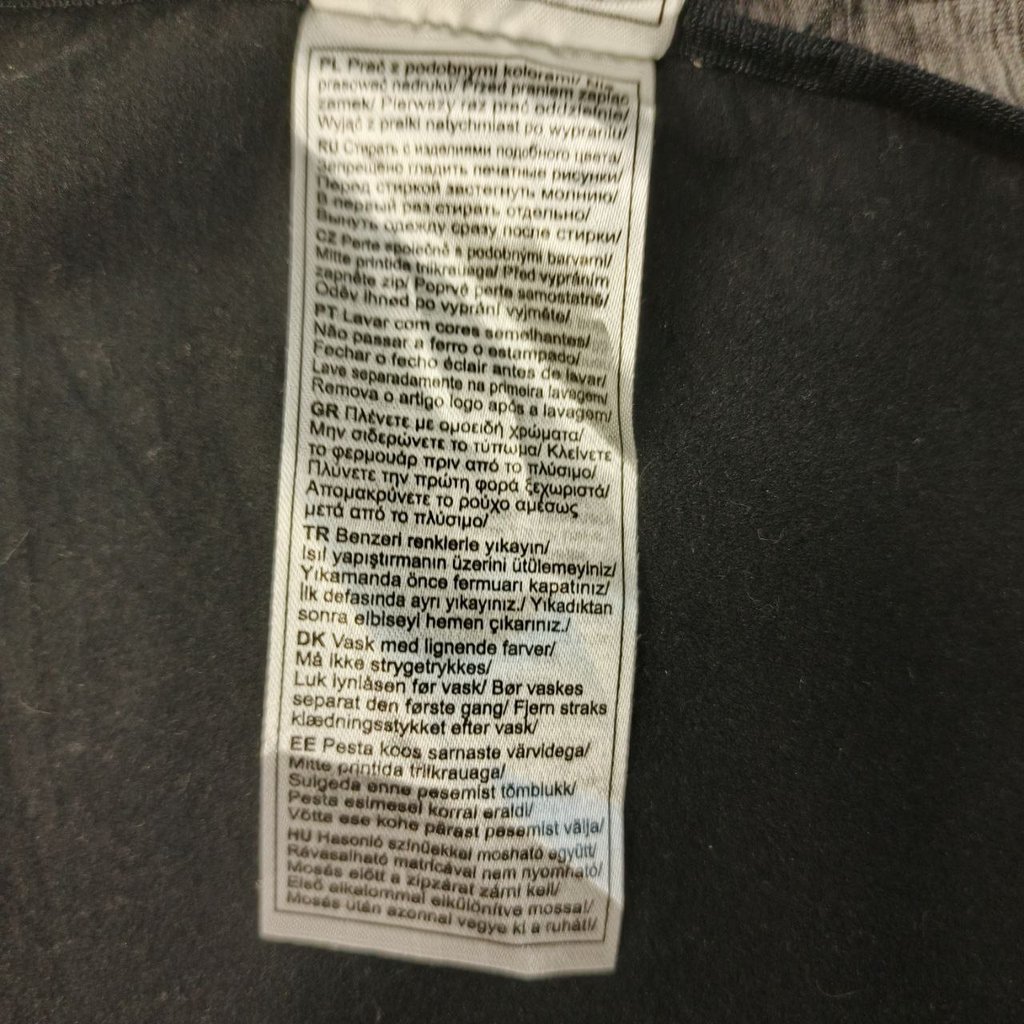 PL Prać z podobnymi kolorami/ Nie
prasować nadruku/ Przed praniem zapiąć
zamek/ Pierwszy raz prać oddzielnie/
Wyjąć z pralki natychmiast po wypraniu/
RU Стирать с изделиями подобного цвета/
Запрещено гладить печатные рисунки/
Перед стиркой застегнуть молнию/
В первый раз стирать отдельно/
Вынуть одежду сразу после стирки/
CZ Perte společně s podobnými barvami/
Mitte printida triikrauaga/ Před vypráním
zapněte zip/ Poprvé perte samostatně/
Oděv ihned po vyprání vyjměte/
PT Lavar com cores semelhantes/
Não passar a ferro o estampado/
Fechar o fecho éclair antes de lavar/
Lave separadamente na primeira lavagem/
Remova o artigo logo após a lavagem/
GR Πλένετε με ομοειδή χρώματα/
Μην σιδερώνετε το τύπωμα/ Κλείνετε
το φερμουάρ πριν από το πλύσιμο/
Πλύνετε την πρώτη φορά ξεχωριστά/
Απομακρύνετε το ρούχο αμέσως
μετά από το πλύσιμο/
TR Benzeri renklerle yıkayın/
Isıl yapıştırmanın üzerini ütülemeyiniz/
Yıkamanda önce fermuarı kapatınız/
İlk defasında ayrı yıkayınız./ Yıkadıktan
sonra elbiseyi hemen çıkarınız./
DK Vask med lignende farver/
Må ikke strygetrykkes/
Luk lynlåsen før vask/ Bør vaskes
separat den første gang/ Fjern straks
klædningsstykket efter vask/
EE Pesta koos sarnaste värvidega/
Mitte printida triikrauaga/
Sulgeda enne pesemist tõmblukk/
Pesta esimesel korral eraldi/
Võtta ese kohe pärast pesemist välja/
HU Hasonló színűekkel mosható együtt/
Rávasalható matricával nem nyomható/
Mosás előtt a zipzárat zárni kell/
Első alkalommal elkülönítve mossa!/
Mosás után azonnal vegye ki a ruhát!/